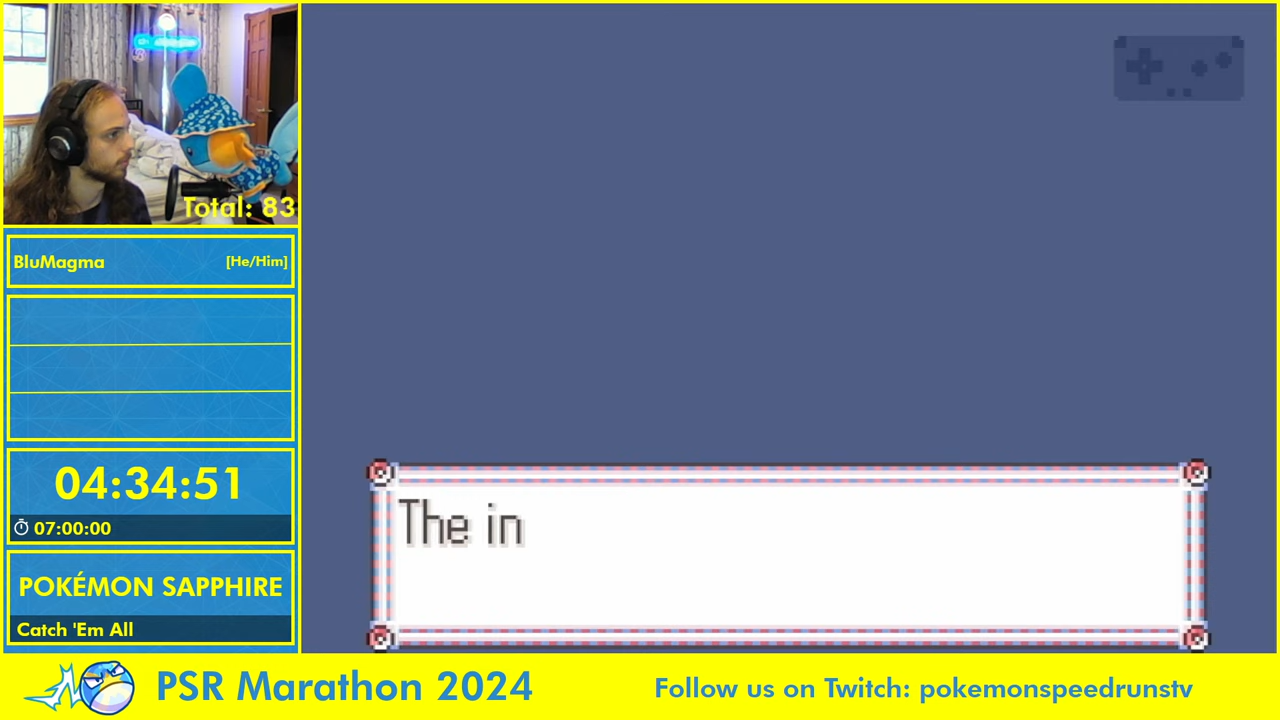 Total: 83
BluMagma [He/Him]
04:34:51
07:00:00
POKÉMON SAPPHIRE
Catch 'Em All
The in
PSR Marathon 2024
Follow us on Twitch: pokemonspeedrunstv